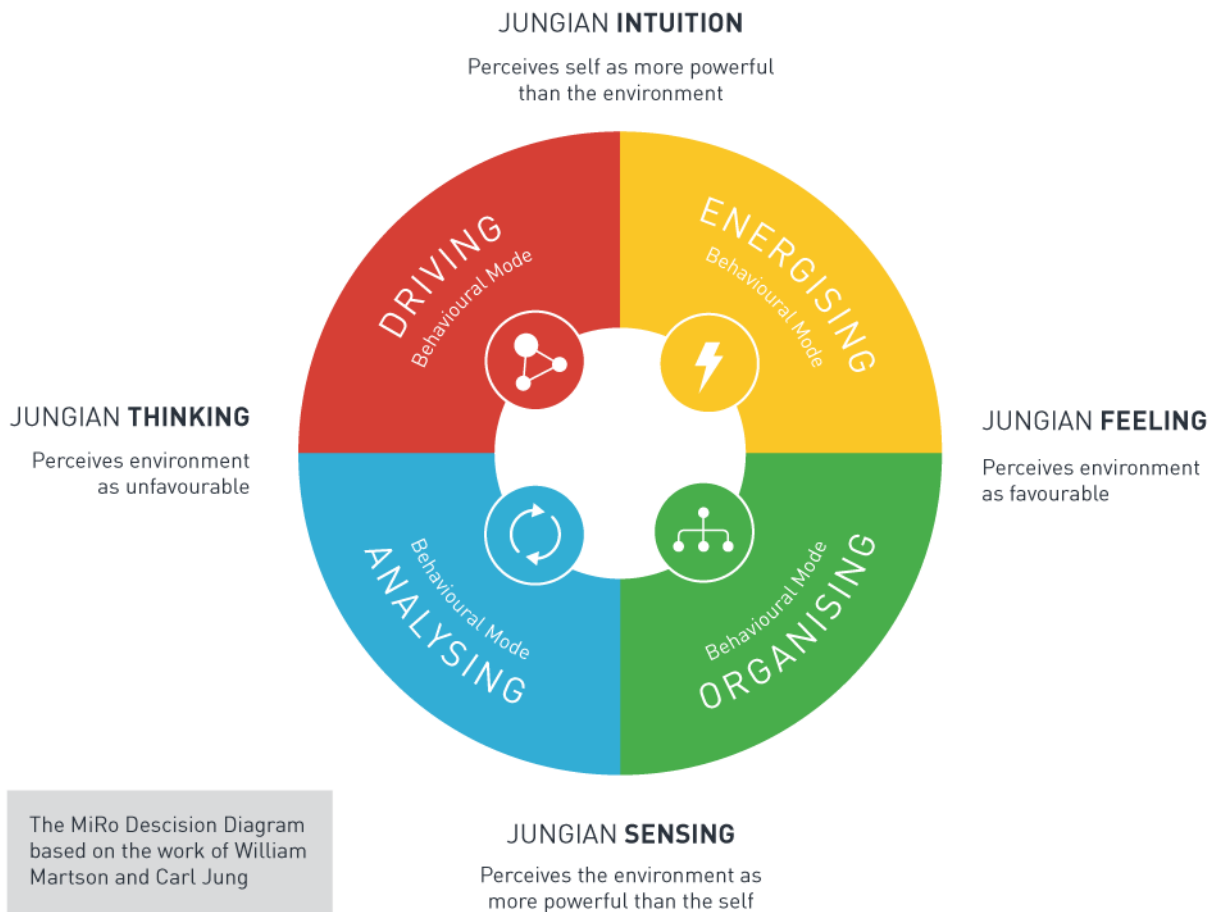 JUNGIAN INTUITION
Perceives self as more powerful
than the environment
DRIVING
Behavioural Mode
ENERGISING
Behavioural Mode
JUNGIAN THINKING
Perceives environment
as unfavourable
JUNGIAN FEELING
Perceives environment
as favourable
Behavioural Mode
ANALYSING
Behavioural Mode
ORGANISING
The MiRo Descision Diagram
based on the work of William
Martson and Carl Jung
JUNGIAN SENSING
Perceives the environment as
more powerful than the self